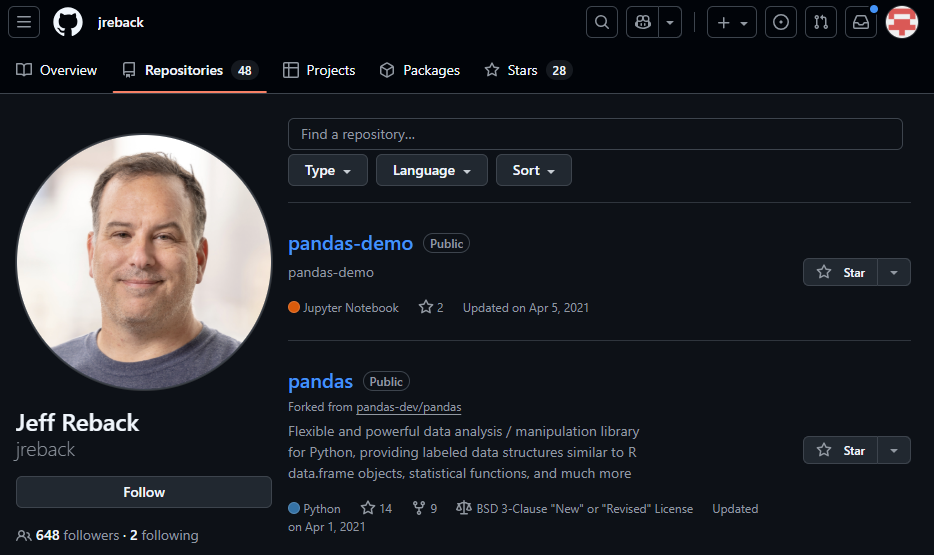 jreback
Overview
Repositories 48
Projects
Packages
Stars 28
Find a repository...
Type
Language
Sort
pandas-demo Public
pandas-demo
Star
Jupyter Notebook 2 Updated on Apr 5, 2021
pandas Public
Forked from pandas-dev/pandas
Flexible and powerful data analysis / manipulation library
for Python, providing labeled data structures similar to R
data.frame objects, statistical functions, and much more
Star
Python 14 9 BSD 3-Clause "New" or "Revised" License Updated
on Apr 1, 2021
Jeff Reback
jreback
Follow
648 followers · 2 following